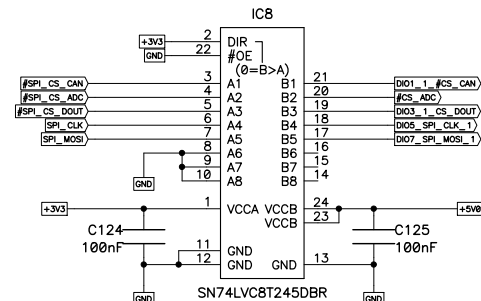 IC8
+3V3 2 DIR
GND 22 #OE
(0=B>A)
#SPI_CS_CAN 3 A1 B1 21 DIO1_1_#CS_CAN
#SPI_CS_ADC 4 A2 B2 20 #CS_ADC
#SPI_CS_DOUT 5 A3 B3 19 DIO3_1_CS_DOUT
SPI_CLK 6 A4 B4 18 DIO5_SPI_CLK_1
SPI_MOSI 7 A5 B5 17 DIO7_SPI_MOSI_1
8 A6 B6 16
9 A7 B7 15
10 A8 B8 14
GND
+3V3 1 VCCA VCCB 24 +5V0
VCCB 23
C124 C125
100nF 100nF
11 GND
12 GND GND 13
GND SN74LVC8T245DBR GND